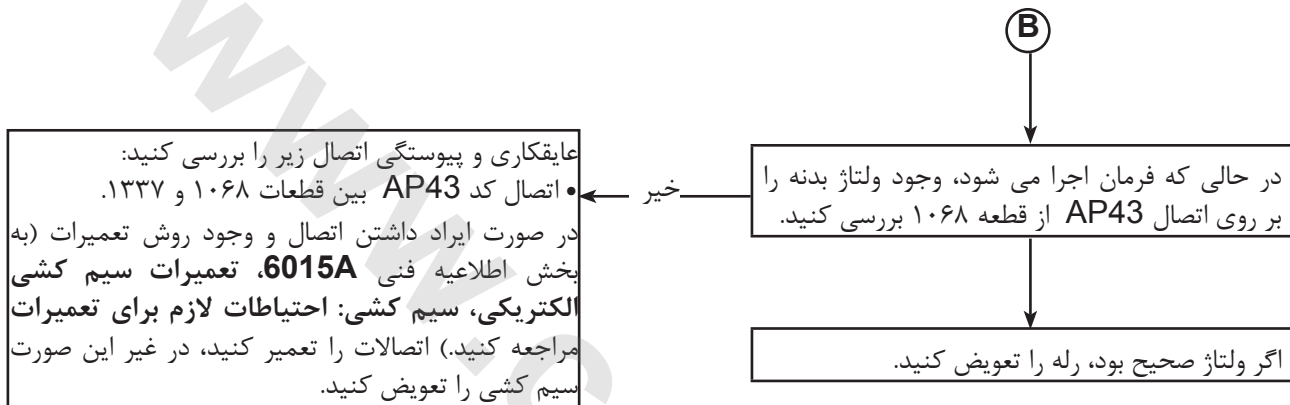 B
در حالی که فرمان اجرا می شود، وجود ولتاژ بدنه را
بر روی اتصال AP43 از قطعه ۱۰۶۸ بررسی کنید.
خیر
عایقکاری و پیوستگی اتصال زیر را بررسی کنید:
• اتصال کد AP43 بین قطعات ۱۰۶۸ و ۱۳۳۷.
در صورت ایراد داشتن اتصال و وجود روش تعمیرات (به
بخش اطلاعیه فنی 6015A، تعمیرات سیم کشی
الکتریکی، سیم کشی: احتیاطات لازم برای تعمیرات
مراجعه کنید.) اتصالات را تعمیر کنید، در غیر این صورت
سیم کشی را تعویض کنید.
اگر ولتاژ صحیح بود، رله را تعویض کنید.
www.c